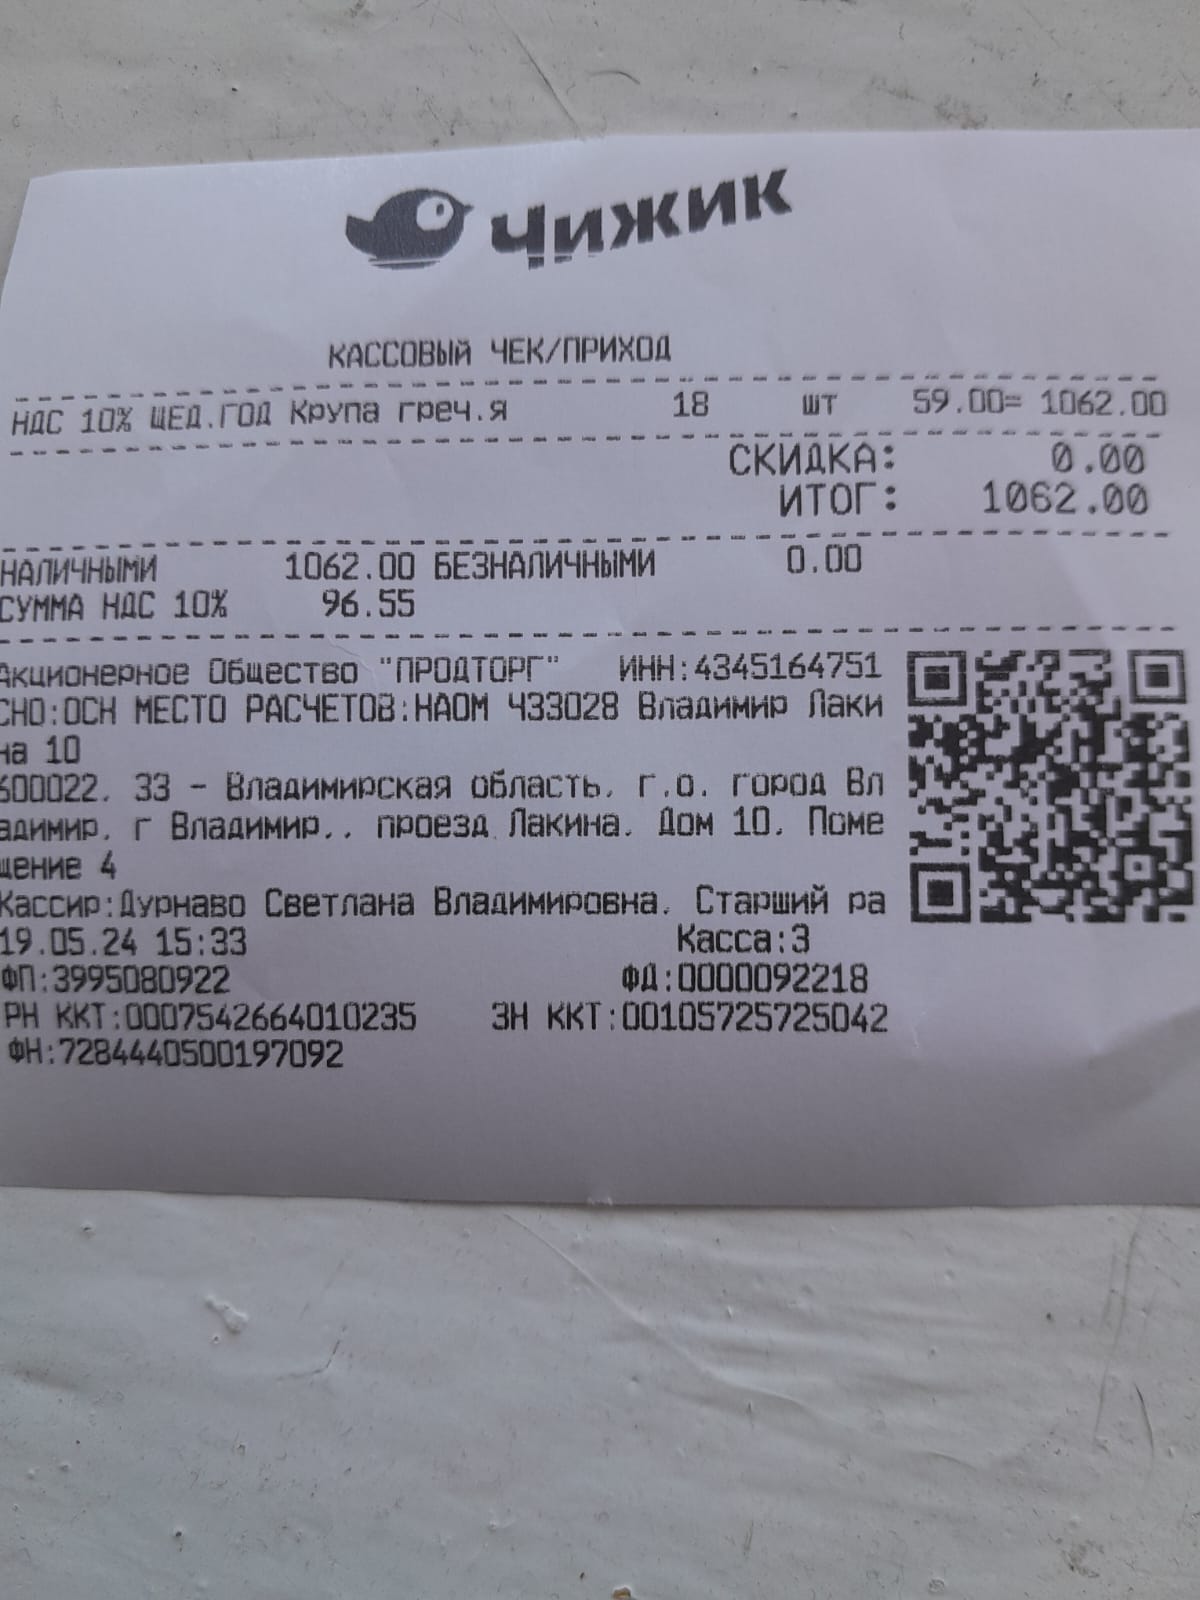 Чижик
КАССОВЫЙ ЧЕК/ПРИХОД
НДС 10% ЩЕД.ГОД Крупа греч.я 18 шт 59.00= 1062.00
СКИДКА: 0.00
ИТОГ: 1062.00
НАЛИЧНЫМИ 1062.00 БЕЗНАЛИЧНЫМИ 0.00
СУММА НДС 10% 96.55
Акционерное Общество "ПРОДТОРГ" ИНН:4345164751
СНО:ОСН МЕСТО РАСЧЕТОВ:НАОМ Ч33028 Владимир Лаки
на 10
600022, 33 - Владимирская область, г.о. город Вл
адимир, г Владимир,, проезд Лакина, Дом 10, Поме
щение 4
Кассир:Дурнаво Светлана Владимировна, Старший ра
19.05.24 15:33 Касса:3
ФП:3995080922 ФД:0000092218
РН ККТ:0007542664010235 ЗН ККТ:00105725725042
ФН:7284440500197092